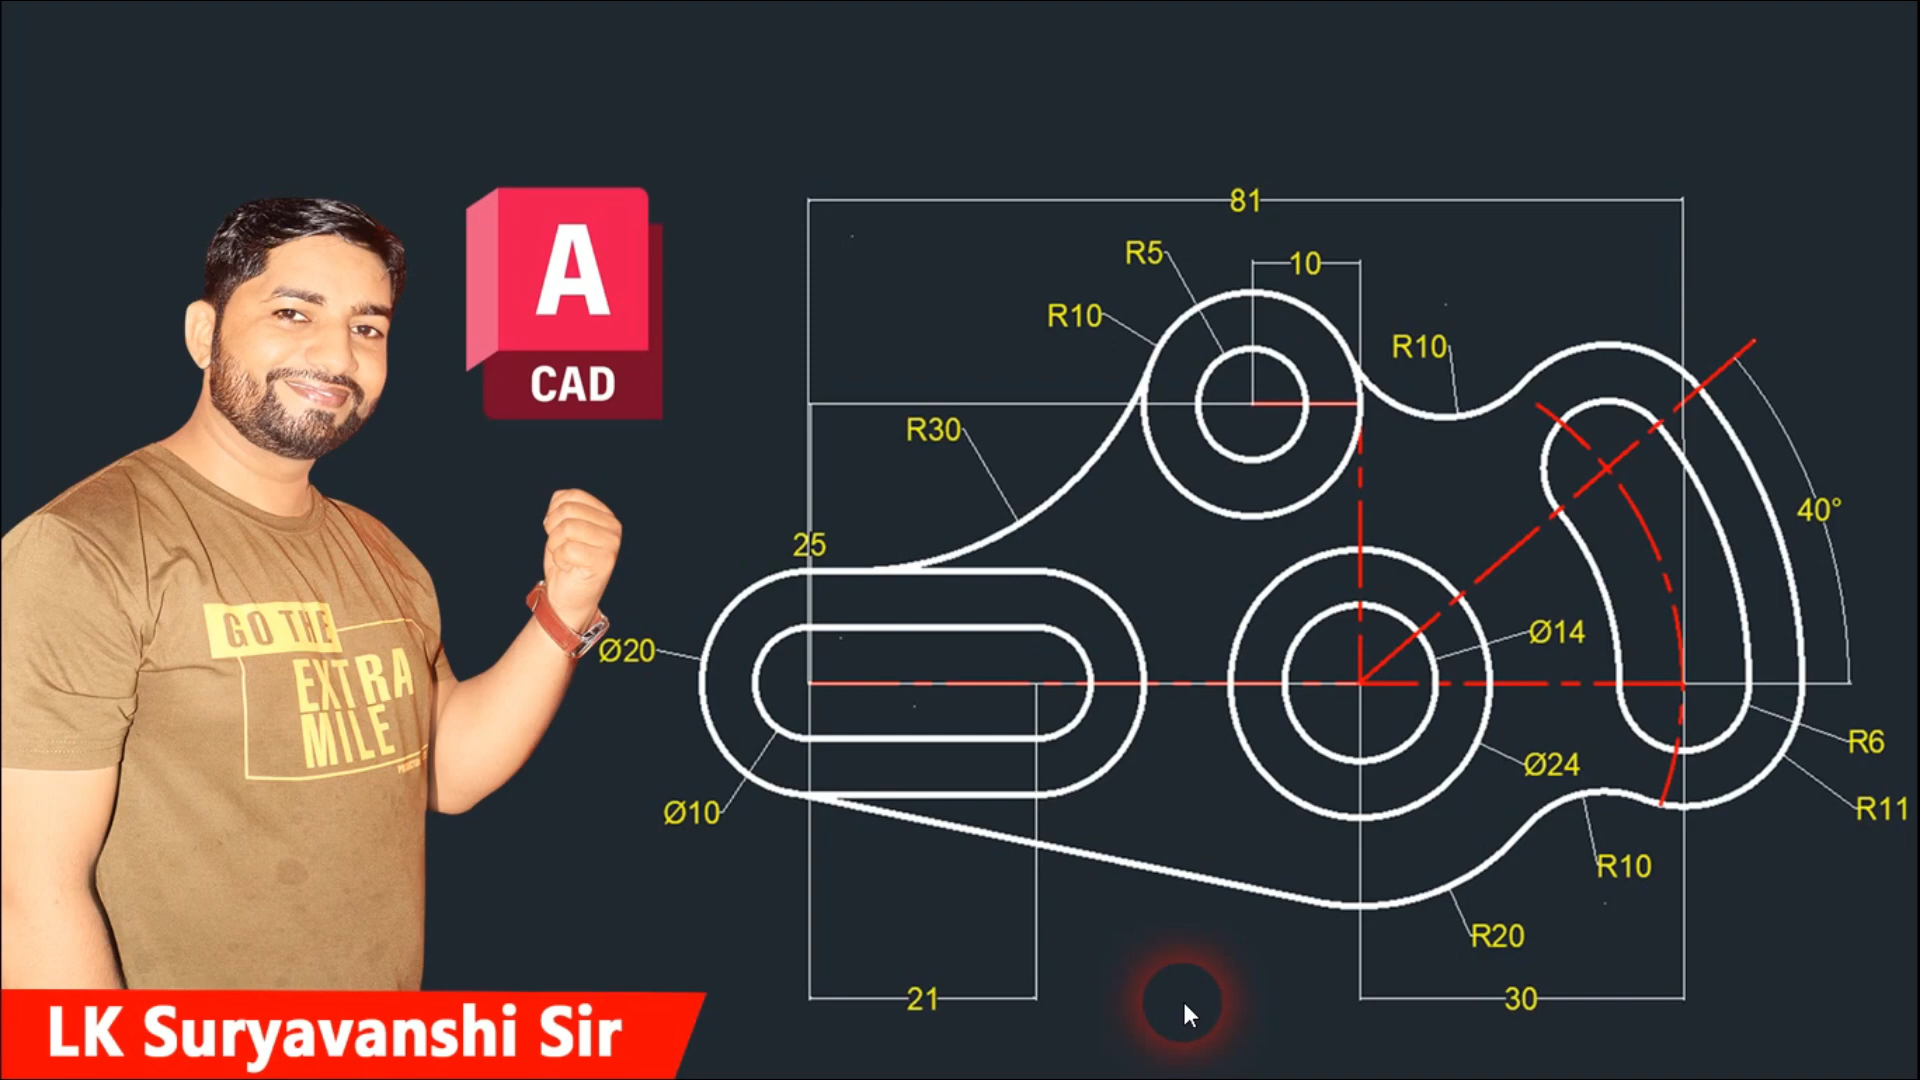 81
R5
10
R10
R10
A
CAD
R30
40°
25
GO THE
EXTRA
MILE
Ø20
Ø14
R6
Ø24
Ø10
R11
R10
R20
21
30
LK Suryavanshi Sir